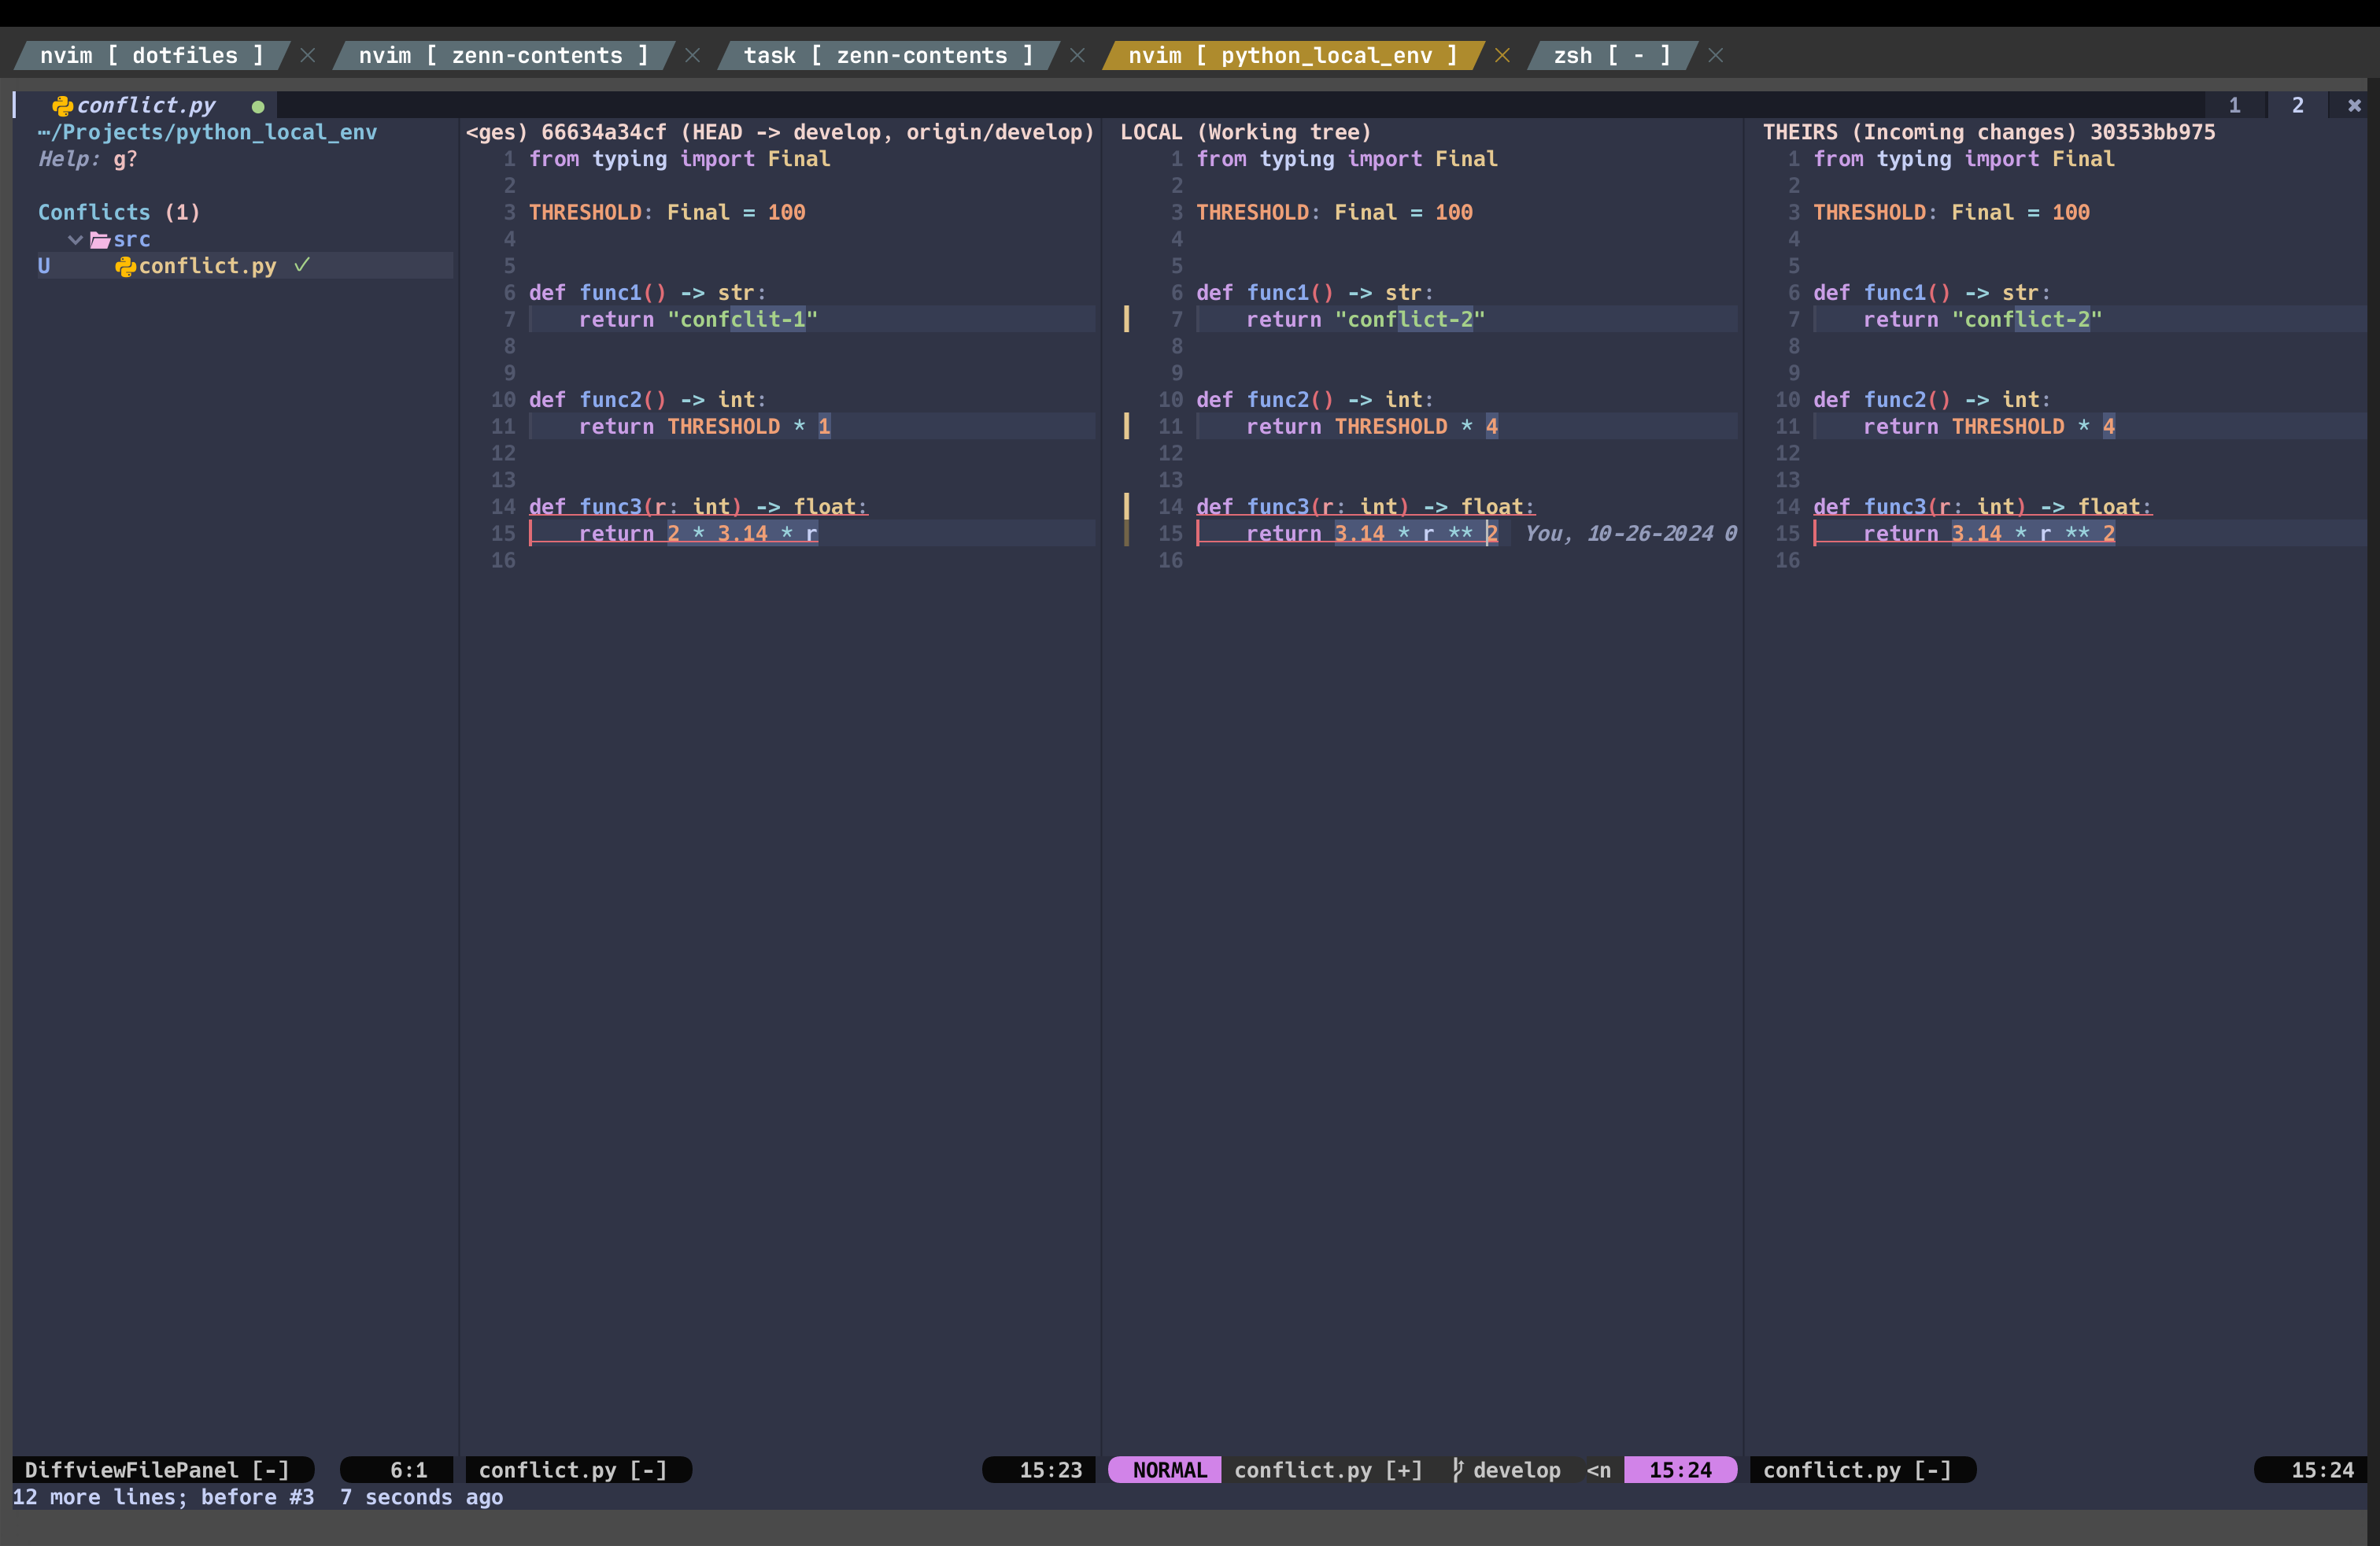 nvim [ dotfiles ] × nvim [ zenn-contents ] × task [ zenn-contents ] × nvim [ python_local_env ] × zsh [ - ] ×
conflict.py ● 1 2 ✖
⋯/Projects/python_local_env
Help: g?
Conflicts (1)
src
U conflict.py ✓
<ges) 66634a34cf (HEAD -> develop, origin/develop)
1 from typing import Final
2
3 THRESHOLD: Final = 100
4
5
6 def func1() -> str:
7     return "confclit-1"
8
9
10 def func2() -> int:
11     return THRESHOLD * 1
12
13
14 def func3(r: int) -> float:
15     return 2 * 3.14 * r
16
LOCAL (Working tree)
1 from typing import Final
2
3 THRESHOLD: Final = 100
4
5
6 def func1() -> str:
7     return "conflict-2"
8
9
10 def func2() -> int:
11     return THRESHOLD * 4
12
13
14 def func3(r: int) -> float:
15     return 3.14 * r ** 2  You, 10-26-2024 0
16
THEIRS (Incoming changes) 30353bb975
1 from typing import Final
2
3 THRESHOLD: Final = 100
4
5
6 def func1() -> str:
7     return "conflict-2"
8
9
10 def func2() -> int:
11     return THRESHOLD * 4
12
13
14 def func3(r: int) -> float:
15     return 3.14 * r ** 2
16
DiffviewFilePanel [-] 6:1 conflict.py [-] 15:23 NORMAL conflict.py [+] develop <n 15:24 conflict.py [-] 15:24
12 more lines; before #3  7 seconds ago